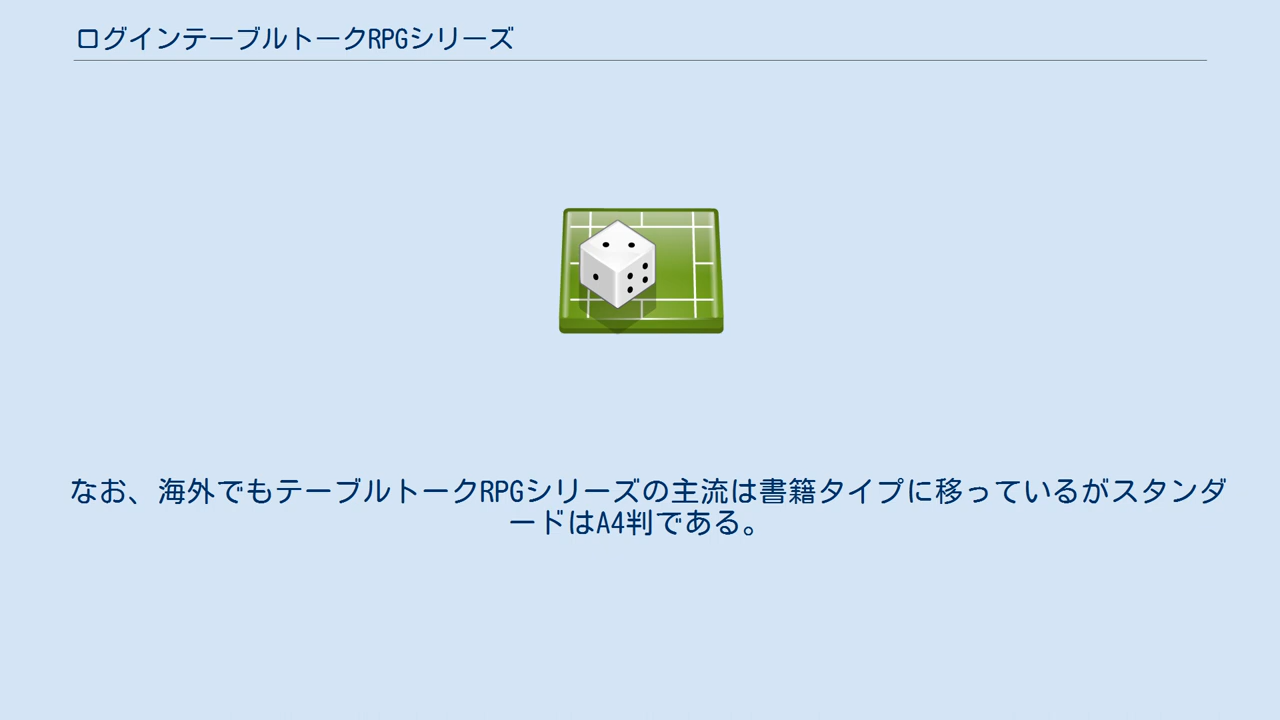 ログインテーブルトークRPGシリーズ
なお、海外でもテーブルトークRPGシリーズの主流は書籍タイプに移っているがスタンダ
ードはA4判である。